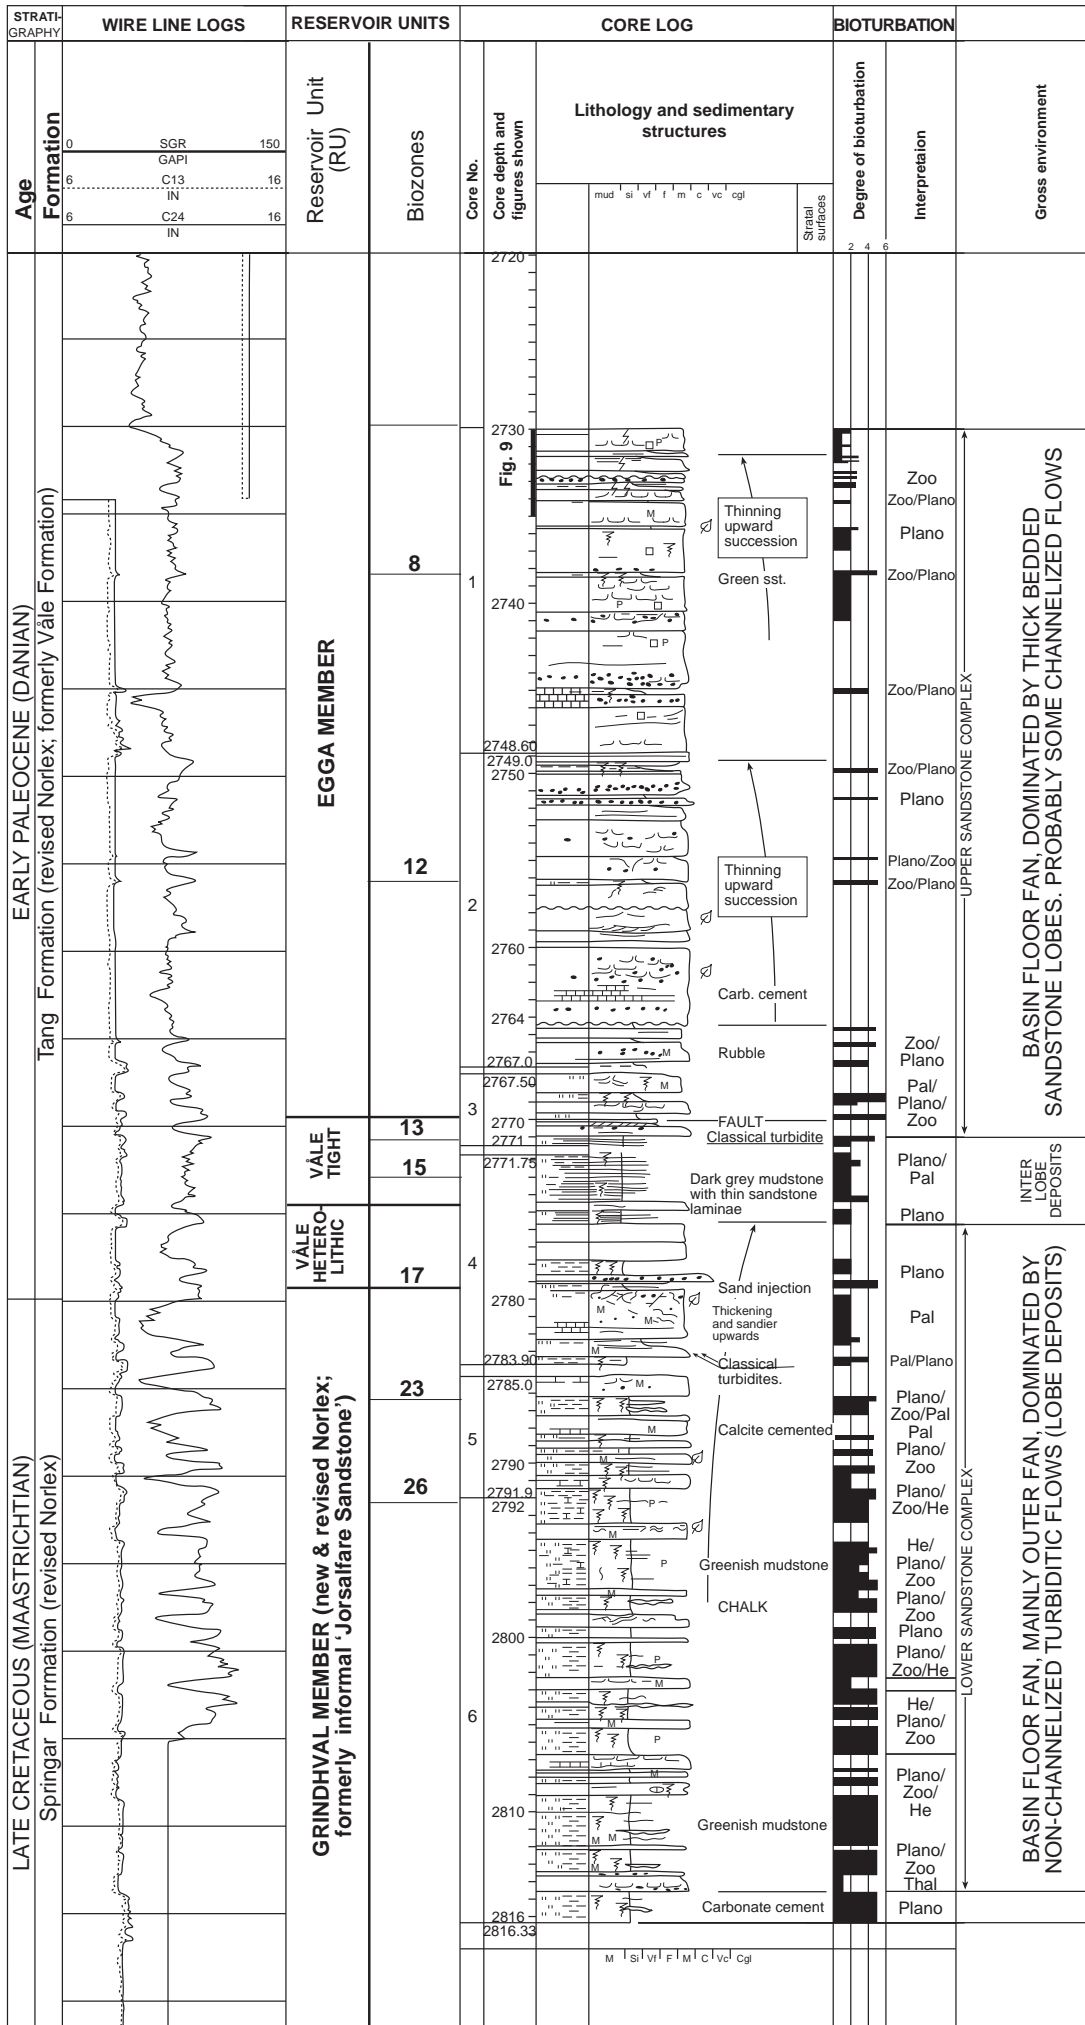 STRATI-
GRAPHY
WIRE LINE LOGS
RESERVOIR UNITS
CORE LOG
BIOTURBATION
Age
Formation
0 SGR 150
GAPI
6 C13 16
IN
6 C24 16
IN
Reservoir Unit
(RU)
Biozones
Core No.
Core depth and
figures shown
Lithology and sedimentary
structures
mud si vf f m c vc cgl
Stratal
surfaces
Degree of bioturbation
2 4 6
Interpretaion
Gross environment
EARLY PALEOCENE (DANIAN)
Tang Formation (revised Norlex; formerly Våle Formation)
LATE CRETACEOUS (MAASTRICHTIAN)
Springar Formation (revised Norlex)
EGGA MEMBER
VÅLE
TIGHT
VÅLE
HETERO-
LITHIC
GRINDHVAL MEMBER (new & revised Norlex;
formerly informal ‘Jorsalfare Sandstone’)
8
12
13
15
17
23
26
1
2
3
4
5
6
2720
2730
Fig. 9
2740
2748.60
2749.0
2750
2760
2764
2767.0
2767.50
2770
2771
2771.75
2780
2783.90
2785.0
2790
2791.9
2792
2800
2810
2816
2816.33
P
M
P
P
M
M
M
M
M
M
M
M
M
P
M
P
M
P
M
M
P
M
M
M
M
Thinning
upward
succession
Green sst.
Thinning
upward
succession
Carb. cement
Rubble
FAULT
Classical turbidite
Dark grey mudstone
with thin sandstone
laminae
Sand injection
Thickening
and sandier
upwards
Classical
turbidites.
Calcite cemented
Greenish mudstone
CHALK
Greenish mudstone
Carbonate cement
M Si Vf F M C Vc Cgl
Zoo
Zoo/Plano
Plano
Zoo/Plano
Zoo/Plano
Zoo/Plano
Plano
Plano/Zoo
Zoo/Plano
Zoo/
Plano
Pal/
Plano/
Zoo
Plano/
Pal
Plano
Plano
Pal
Pal/Plano
Plano/
Zoo/Pal
Pal
Plano/
Zoo
Plano/
Zoo/He
He/
Plano/
Zoo
Plano/
Zoo
Plano
Plano/
Zoo/He
He/
Plano/
Zoo
Plano/
Zoo/
He
Plano/
Zoo
Thal
Plano
UPPER SANDSTONE COMPLEX
BASIN FLOOR FAN, DOMINATED BY THICK BEDDED
SANDSTONE LOBES. PROBABLY SOME CHANNELIZED FLOWS
INTER
LOBE
DEPOSITS
LOWER SANDSTONE COMPLEX
BASIN FLOOR FAN, MAINLY OUTER FAN, DOMINATED BY
NON-CHANNELIZED TURBIDITIC FLOWS (LOBE DEPOSITS)